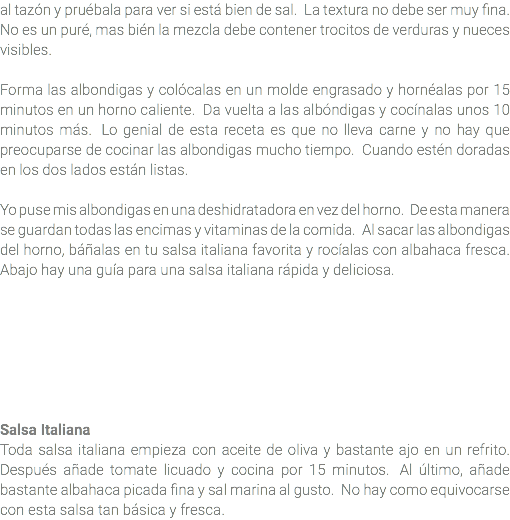 al tazón y pruébala para ver si está bien de sal.  La textura no debe ser muy fina.
No es un puré, mas bién la mezcla debe contener trocitos de verduras y nueces
visibles.
Forma las albondigas y colócalas en un molde engrasado y hornéalas por 15
minutos en un horno caliente.  Da vuelta a las albóndigas y cocínalas unos 10
minutos más.  Lo genial de esta receta es que no lleva carne y no hay que
preocuparse de cocinar las albondigas mucho tiempo.  Cuando estén doradas
en los dos lados están listas.
Yo puse mis albondigas en una deshidratadora en vez del horno.  De esta manera
se guardan todas las encimas y vitaminas de la comida.  Al sacar las albondigas
del horno, báñalas en tu salsa italiana favorita y rocíalas con albahaca fresca.
Abajo hay una guía para una salsa italiana rápida y deliciosa.
Salsa Italiana
Toda salsa italiana empieza con aceite de oliva y bastante ajo en un refrito.
Después añade tomate licuado y cocina por 15 minutos.  Al último, añade
bastante albahaca picada fina y sal marina al gusto.  No hay como equivocarse
con esta salsa tan básica y fresca.